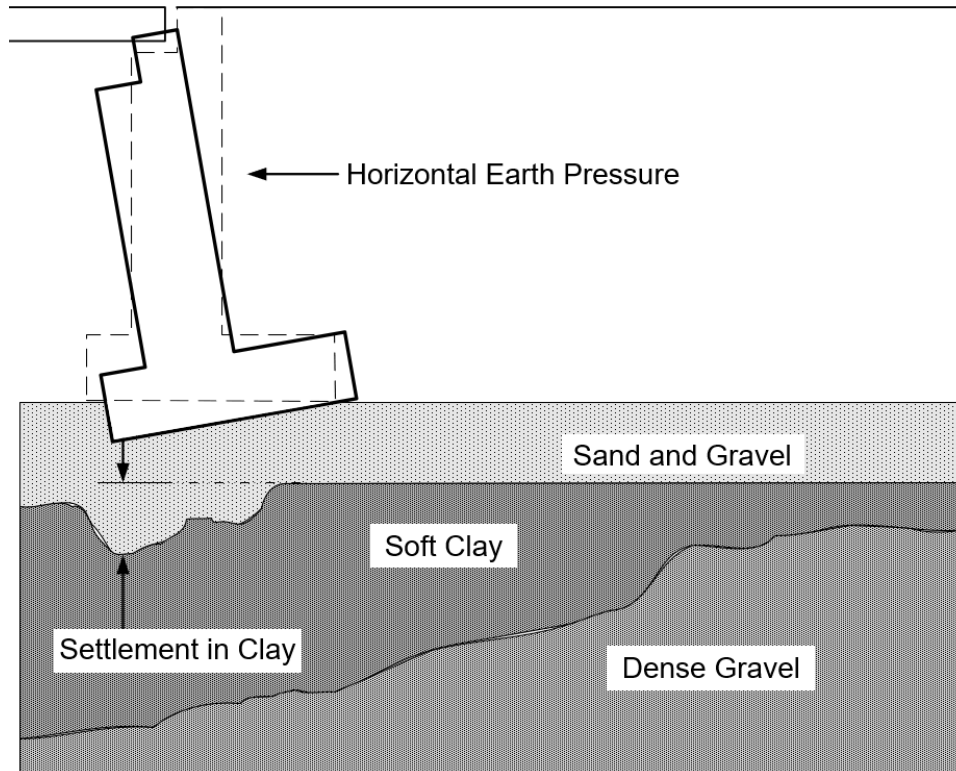 Horizontal Earth Pressure
Sand and Gravel
Soft Clay
Settlement in Clay
Dense Gravel